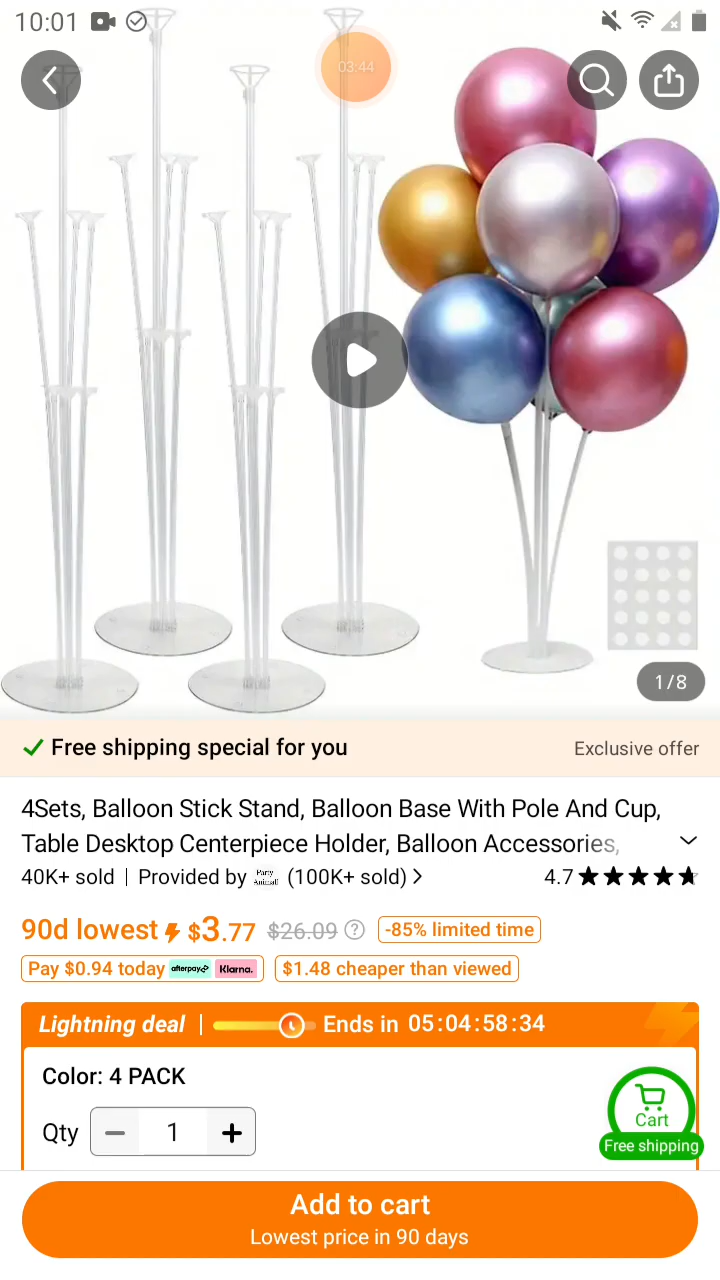 10:01
03:44
1/8
Free shipping special for you
Exclusive offer
4Sets, Balloon Stick Stand, Balloon Base With Pole And Cup,
Table Desktop Centerpiece Holder, Balloon Accessories,
40K+ sold | Provided by Party Animall (100K+ sold) 4.7
90d lowest $3.77 $26.09 ? -85% limited time
Pay $0.94 today afterpay Klarna. $1.48 cheaper than viewed
Lightning deal | Ends in 05:04:58:34
Color: 4 PACK
Qty 1
Cart
Free shipping
Add to cart
Lowest price in 90 days